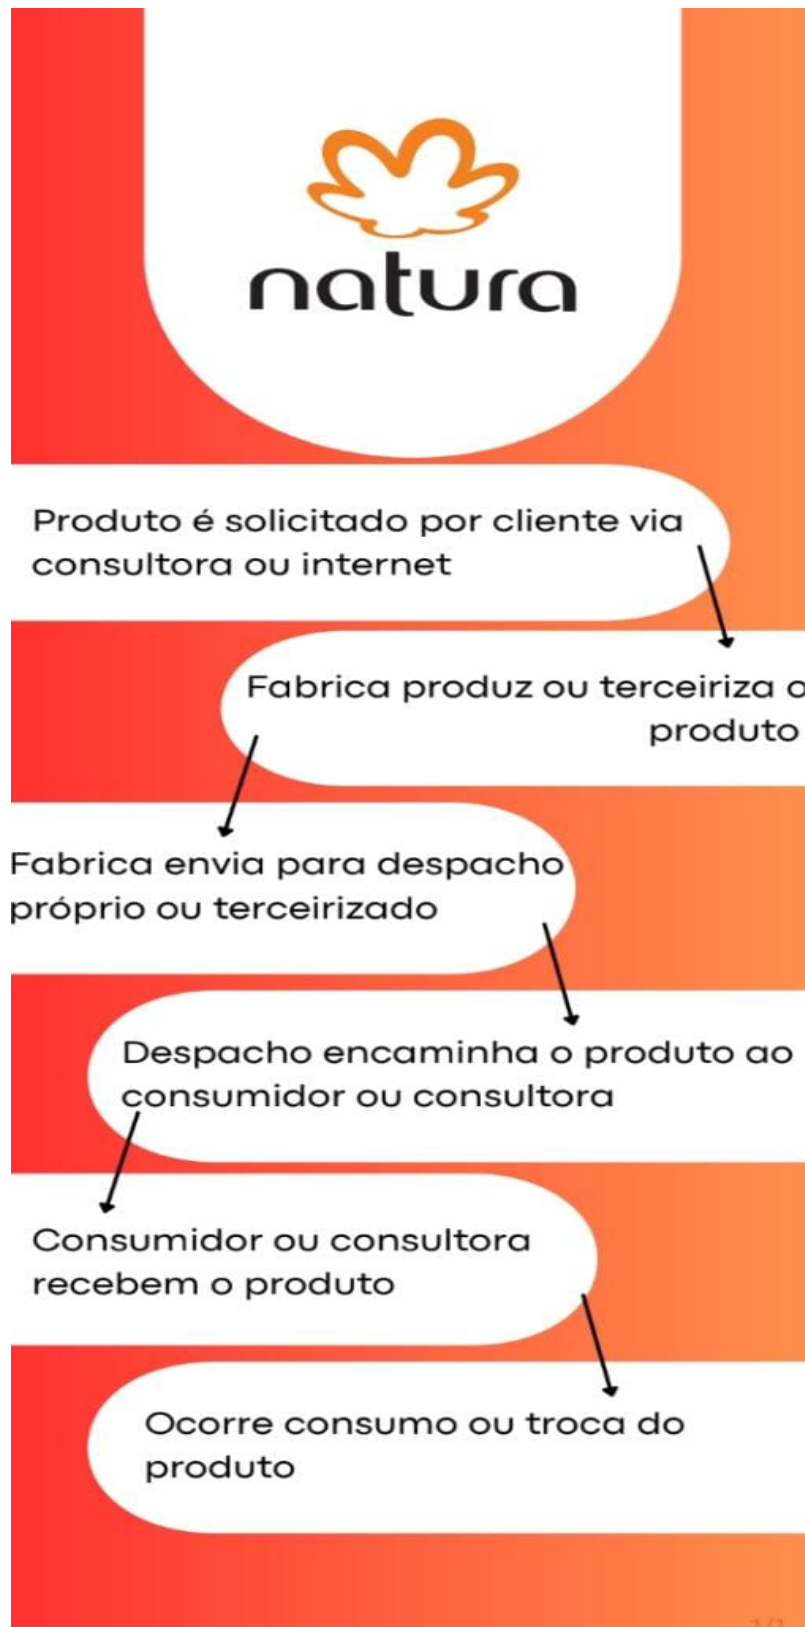 natura
Produto é solicitado por cliente via
consultora ou internet
Fabrica produz ou terceiriza o
produto
Fabrica envia para despacho
próprio ou terceirizado
Despacho encaminha o produto ao
consumidor ou consultora
Consumidor ou consultora
recebem o produto
Ocorre consumo ou troca do
produto
1/1